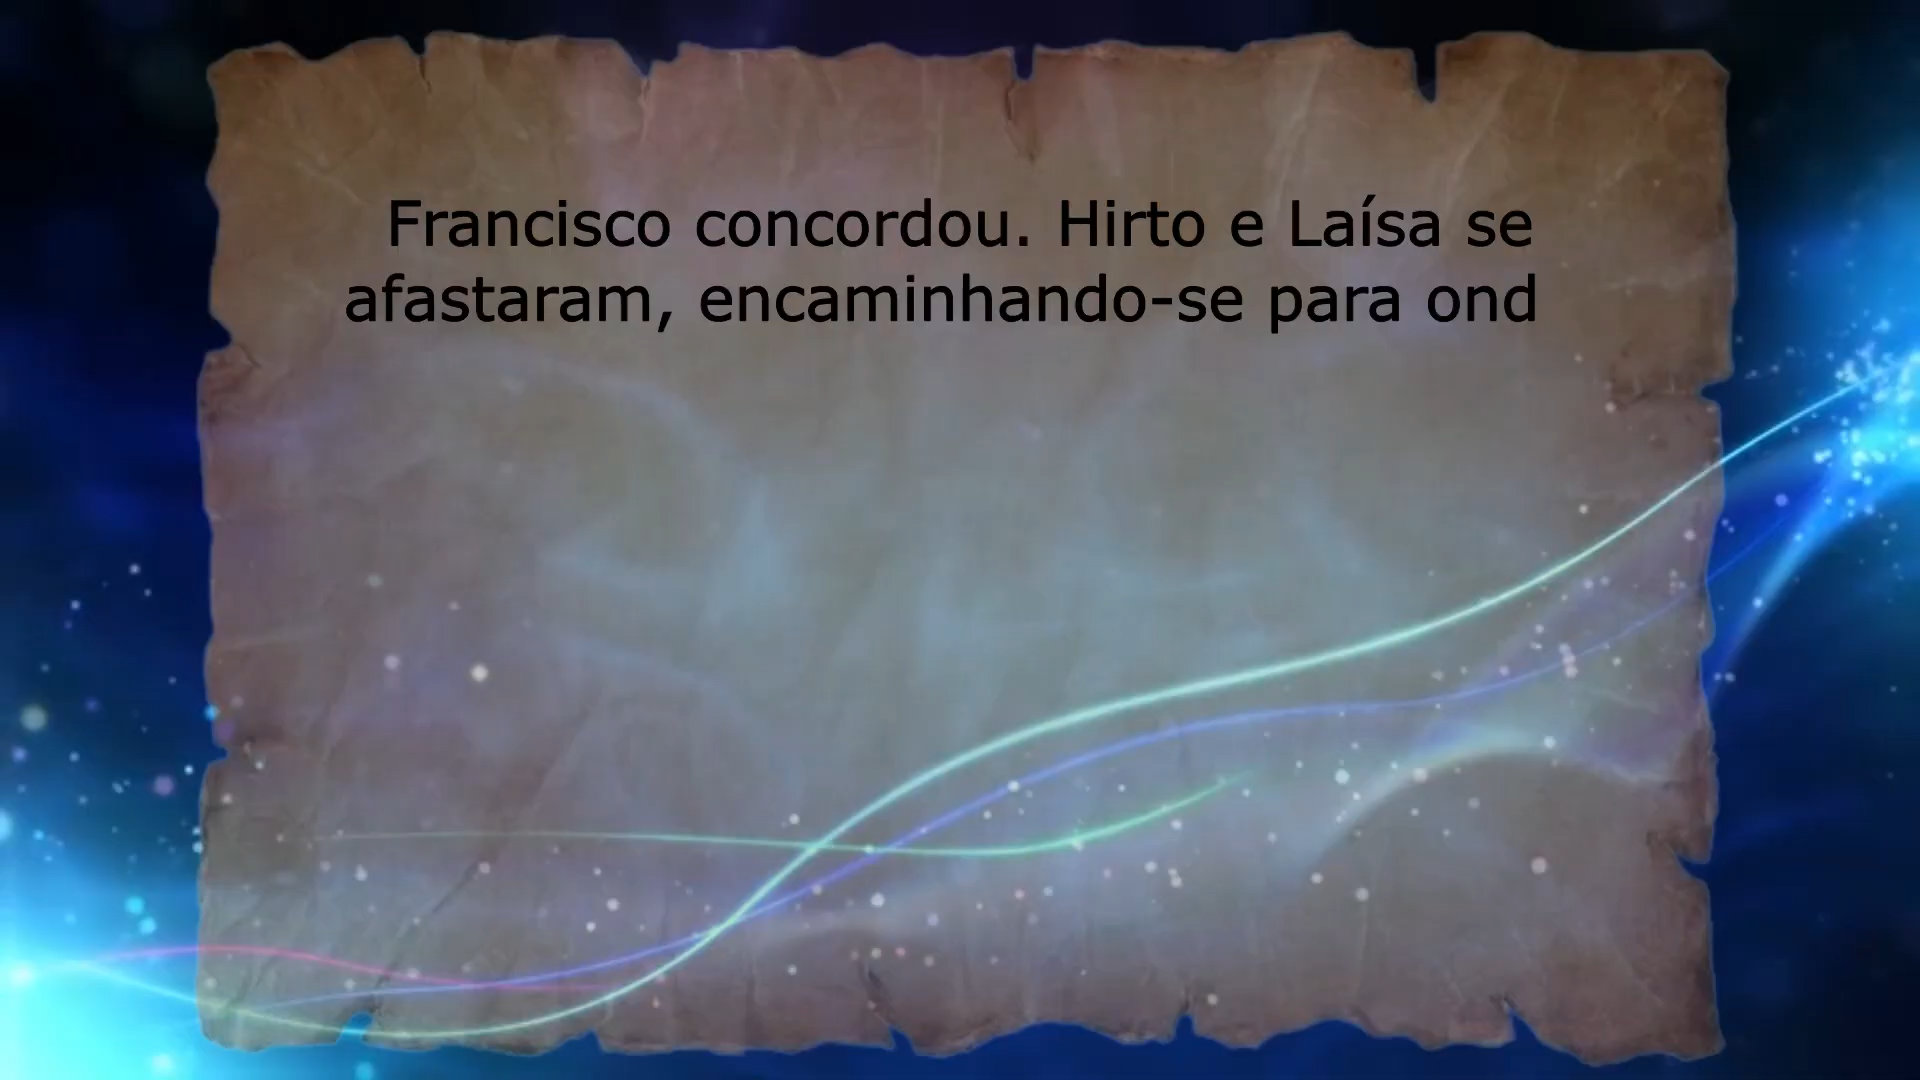 Francisco concordou. Hirto e Laísa se
afastaram, encaminhando-se para ond